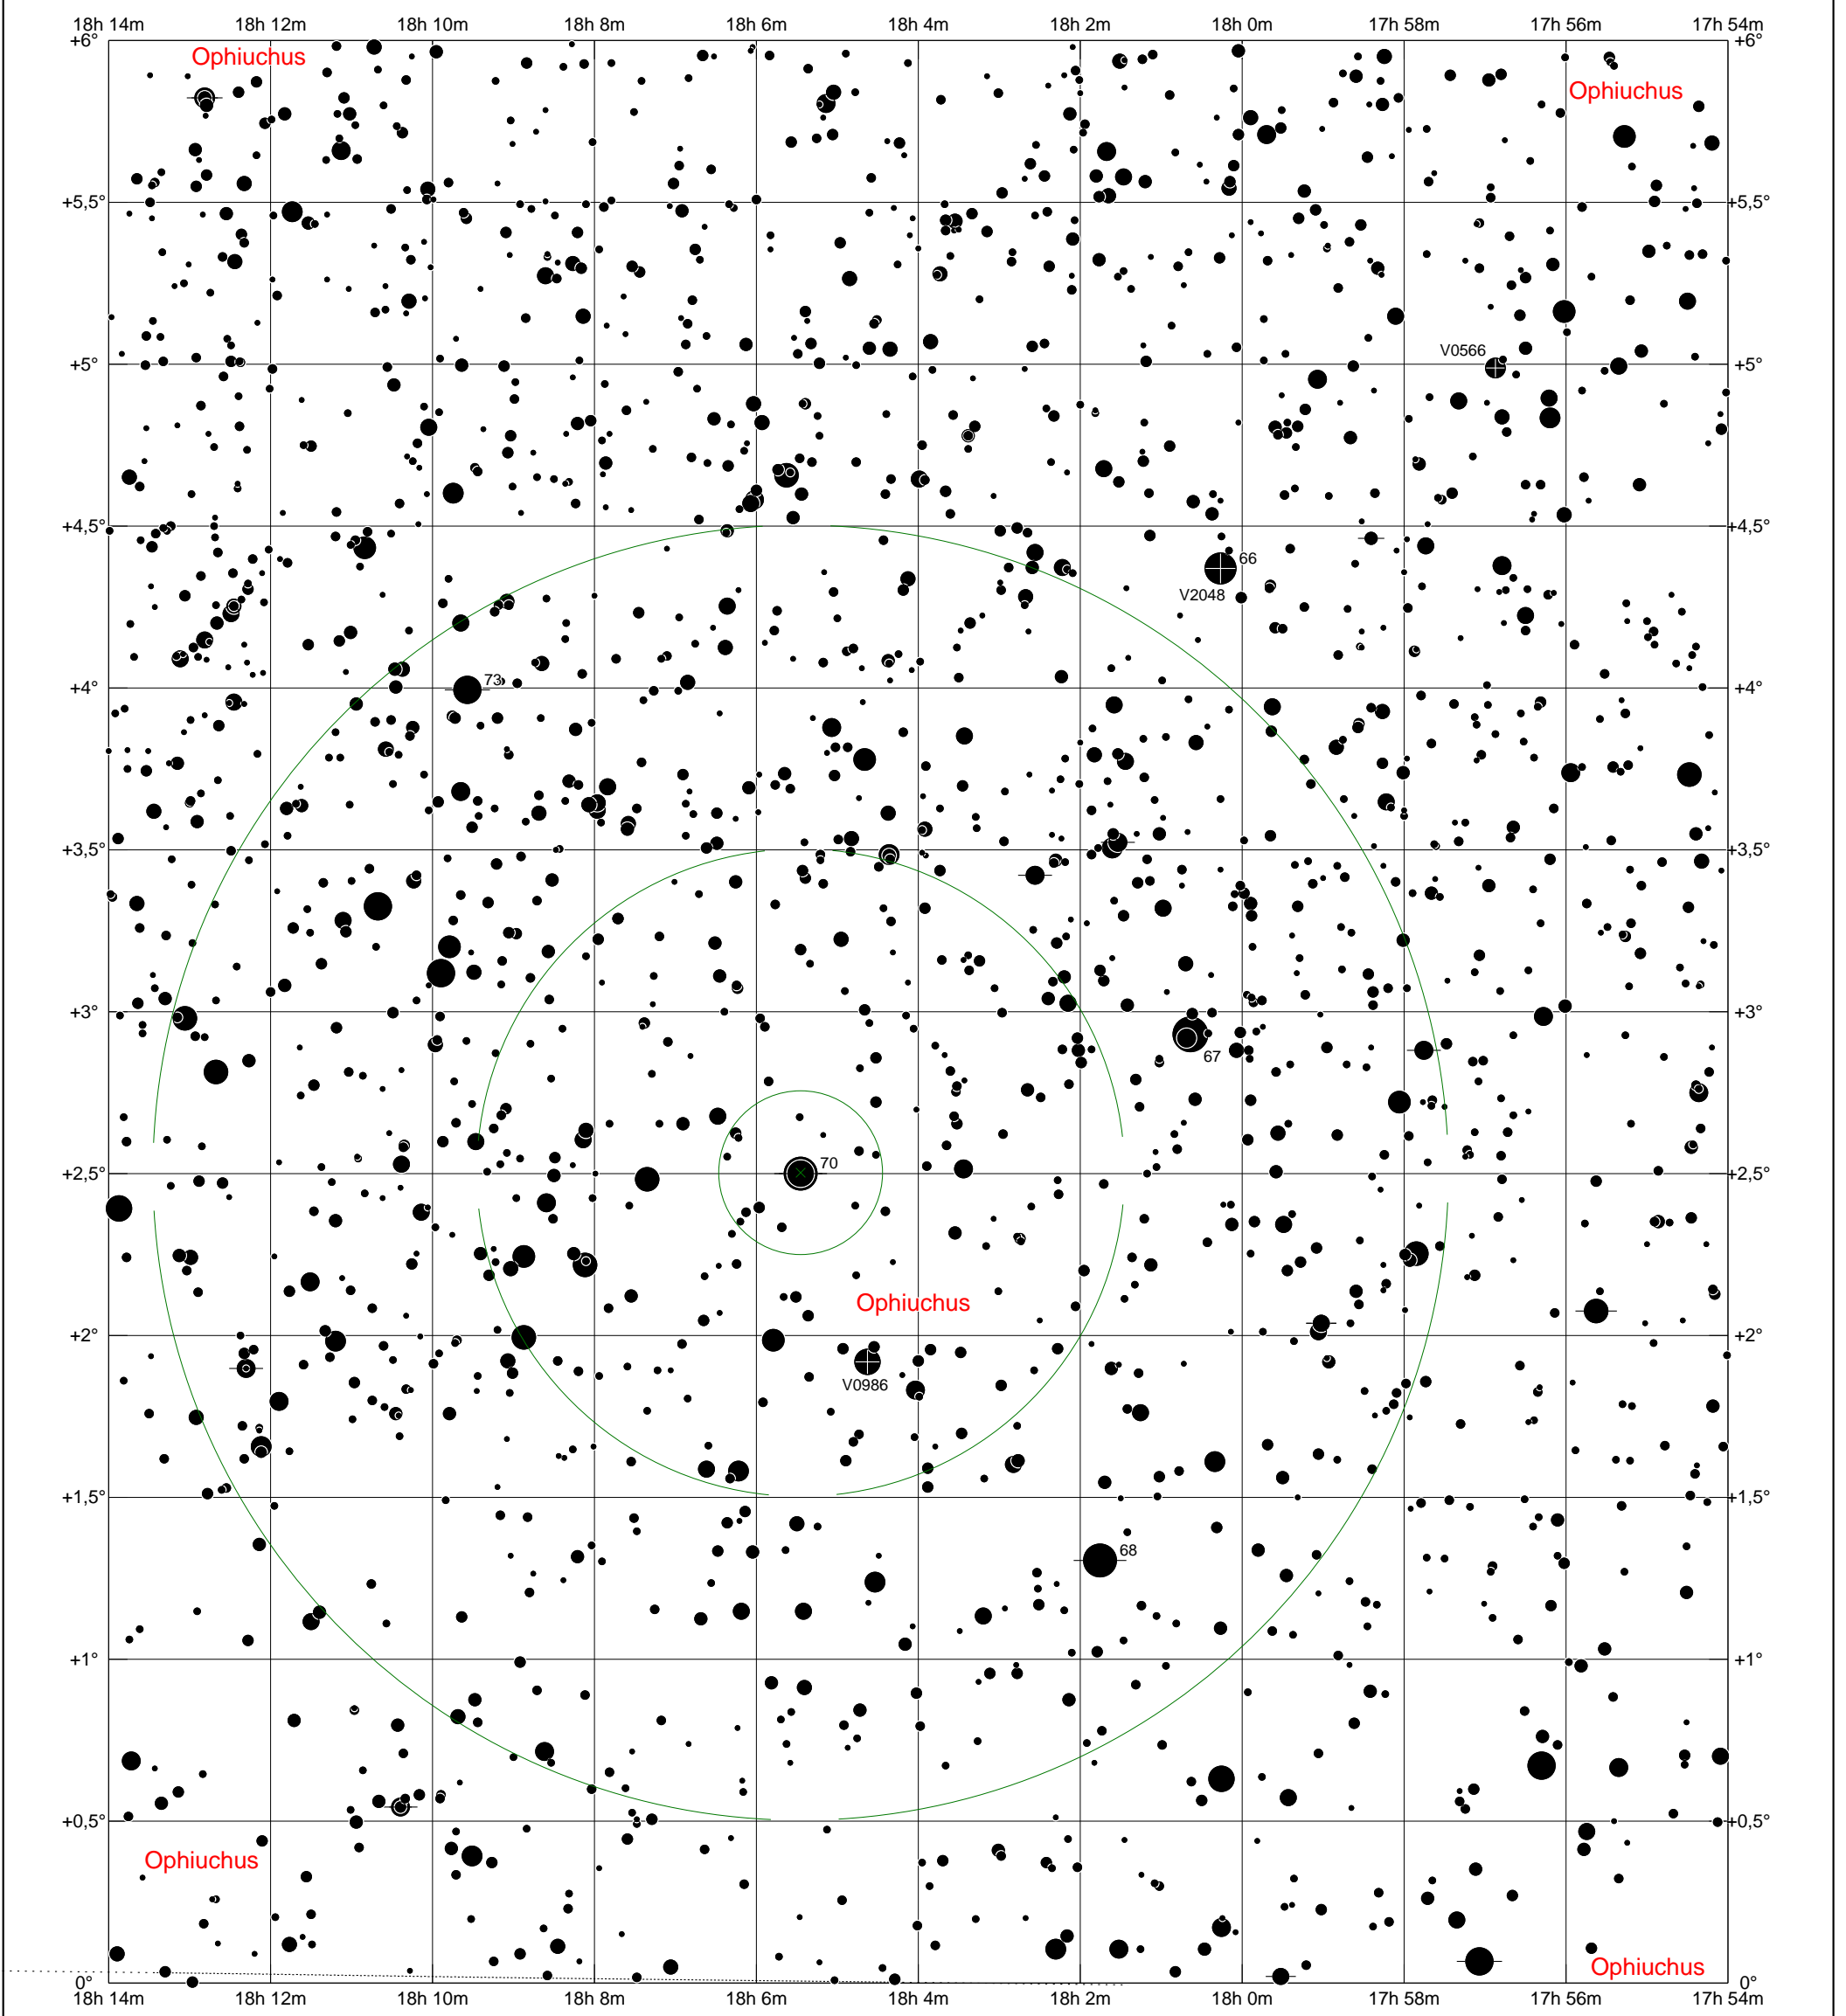 18h 14m 18h 12m 18h 10m 18h 8m 18h 6m 18h 4m 18h 2m 18h 0m 17h 58m 17h 56m 17h 54m
+6° +6°
Ophiuchus
Ophiuchus
+5,5° +5,5°
V0566
+5° +5°
+4,5° +4,5°
66
V2048
73
+4° +4°
+3,5° +3,5°
+3° +3°
67
70
+2,5° +2,5°
Ophiuchus
+2° +2°
V0986
+1,5° +1,5°
68
+1° +1°
+0,5° +0,5°
Ophiuchus
Ophiuchus
0° 0°
18h 14m 18h 12m 18h 10m 18h 8m 18h 6m 18h 4m 18h 2m 18h 0m 17h 58m 17h 56m 17h 54m